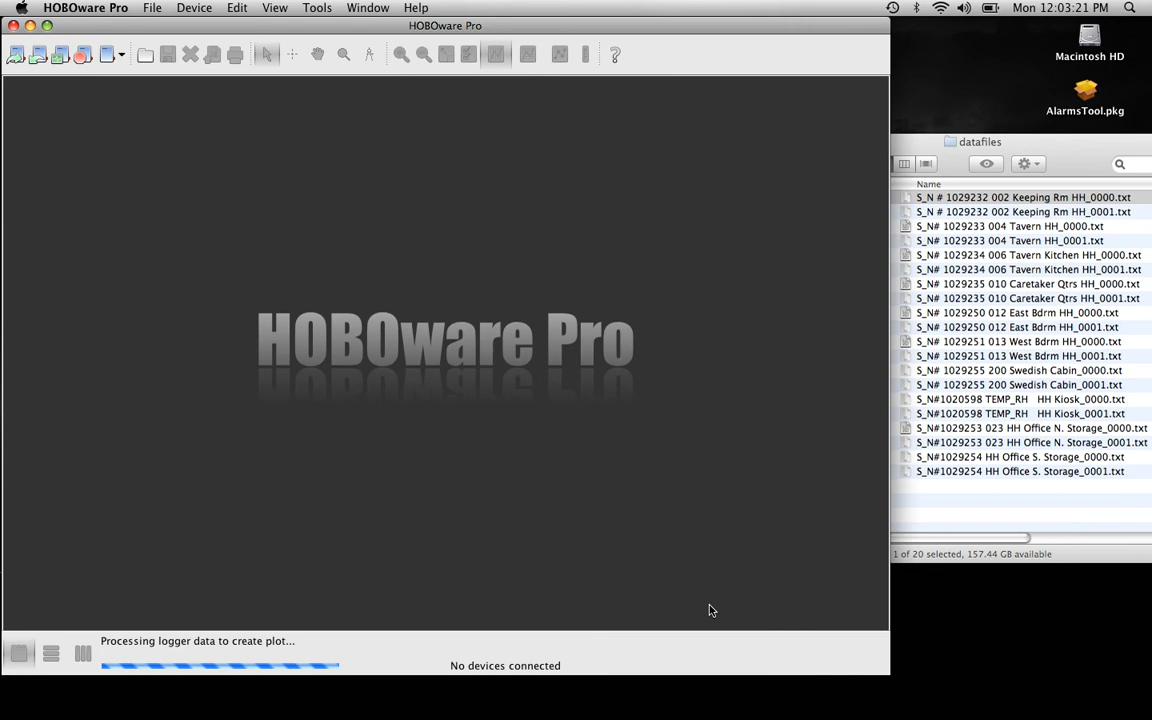 HOBOware Pro File Device Edit View Tools Window Help Mon 12:03:21 PM
HOBOware Pro
Macintosh HD
AlarmsTool.pkg
datafiles
Name
S_N # 1029232 002 Keeping Rm HH_0000.txt
S_N # 1029232 002 Keeping Rm HH_0001.txt
S_N# 1029233 004 Tavern HH_0000.txt
S_N# 1029233 004 Tavern HH_0001.txt
S_N# 1029234 006 Tavern Kitchen HH_0000.txt
S_N# 1029234 006 Tavern Kitchen HH_0001.txt
S_N# 1029235 010 Caretaker Qtrs HH_0000.txt
S_N# 1029235 010 Caretaker Qtrs HH_0001.txt
S_N# 1029250 012 East Bdrm HH_0000.txt
S_N# 1029250 012 East Bdrm HH_0001.txt
S_N# 1029251 013 West Bdrm HH_0000.txt
S_N# 1029251 013 West Bdrm HH_0001.txt
S_N# 1029255 200 Swedish Cabin_0000.txt
S_N# 1029255 200 Swedish Cabin_0001.txt
S_N#1020598 TEMP_RH HH Kiosk_0000.txt
S_N#1020598 TEMP_RH HH Kiosk_0001.txt
S_N#1029253 023 HH Office N. Storage_0000.txt
S_N#1029253 023 HH Office N. Storage_0001.txt
S_N#1029254 HH Office S. Storage_0000.txt
S_N#1029254 HH Office S. Storage_0001.txt
1 of 20 selected, 157.44 GB available
HOBOware Pro
Processing logger data to create plot...
No devices connected